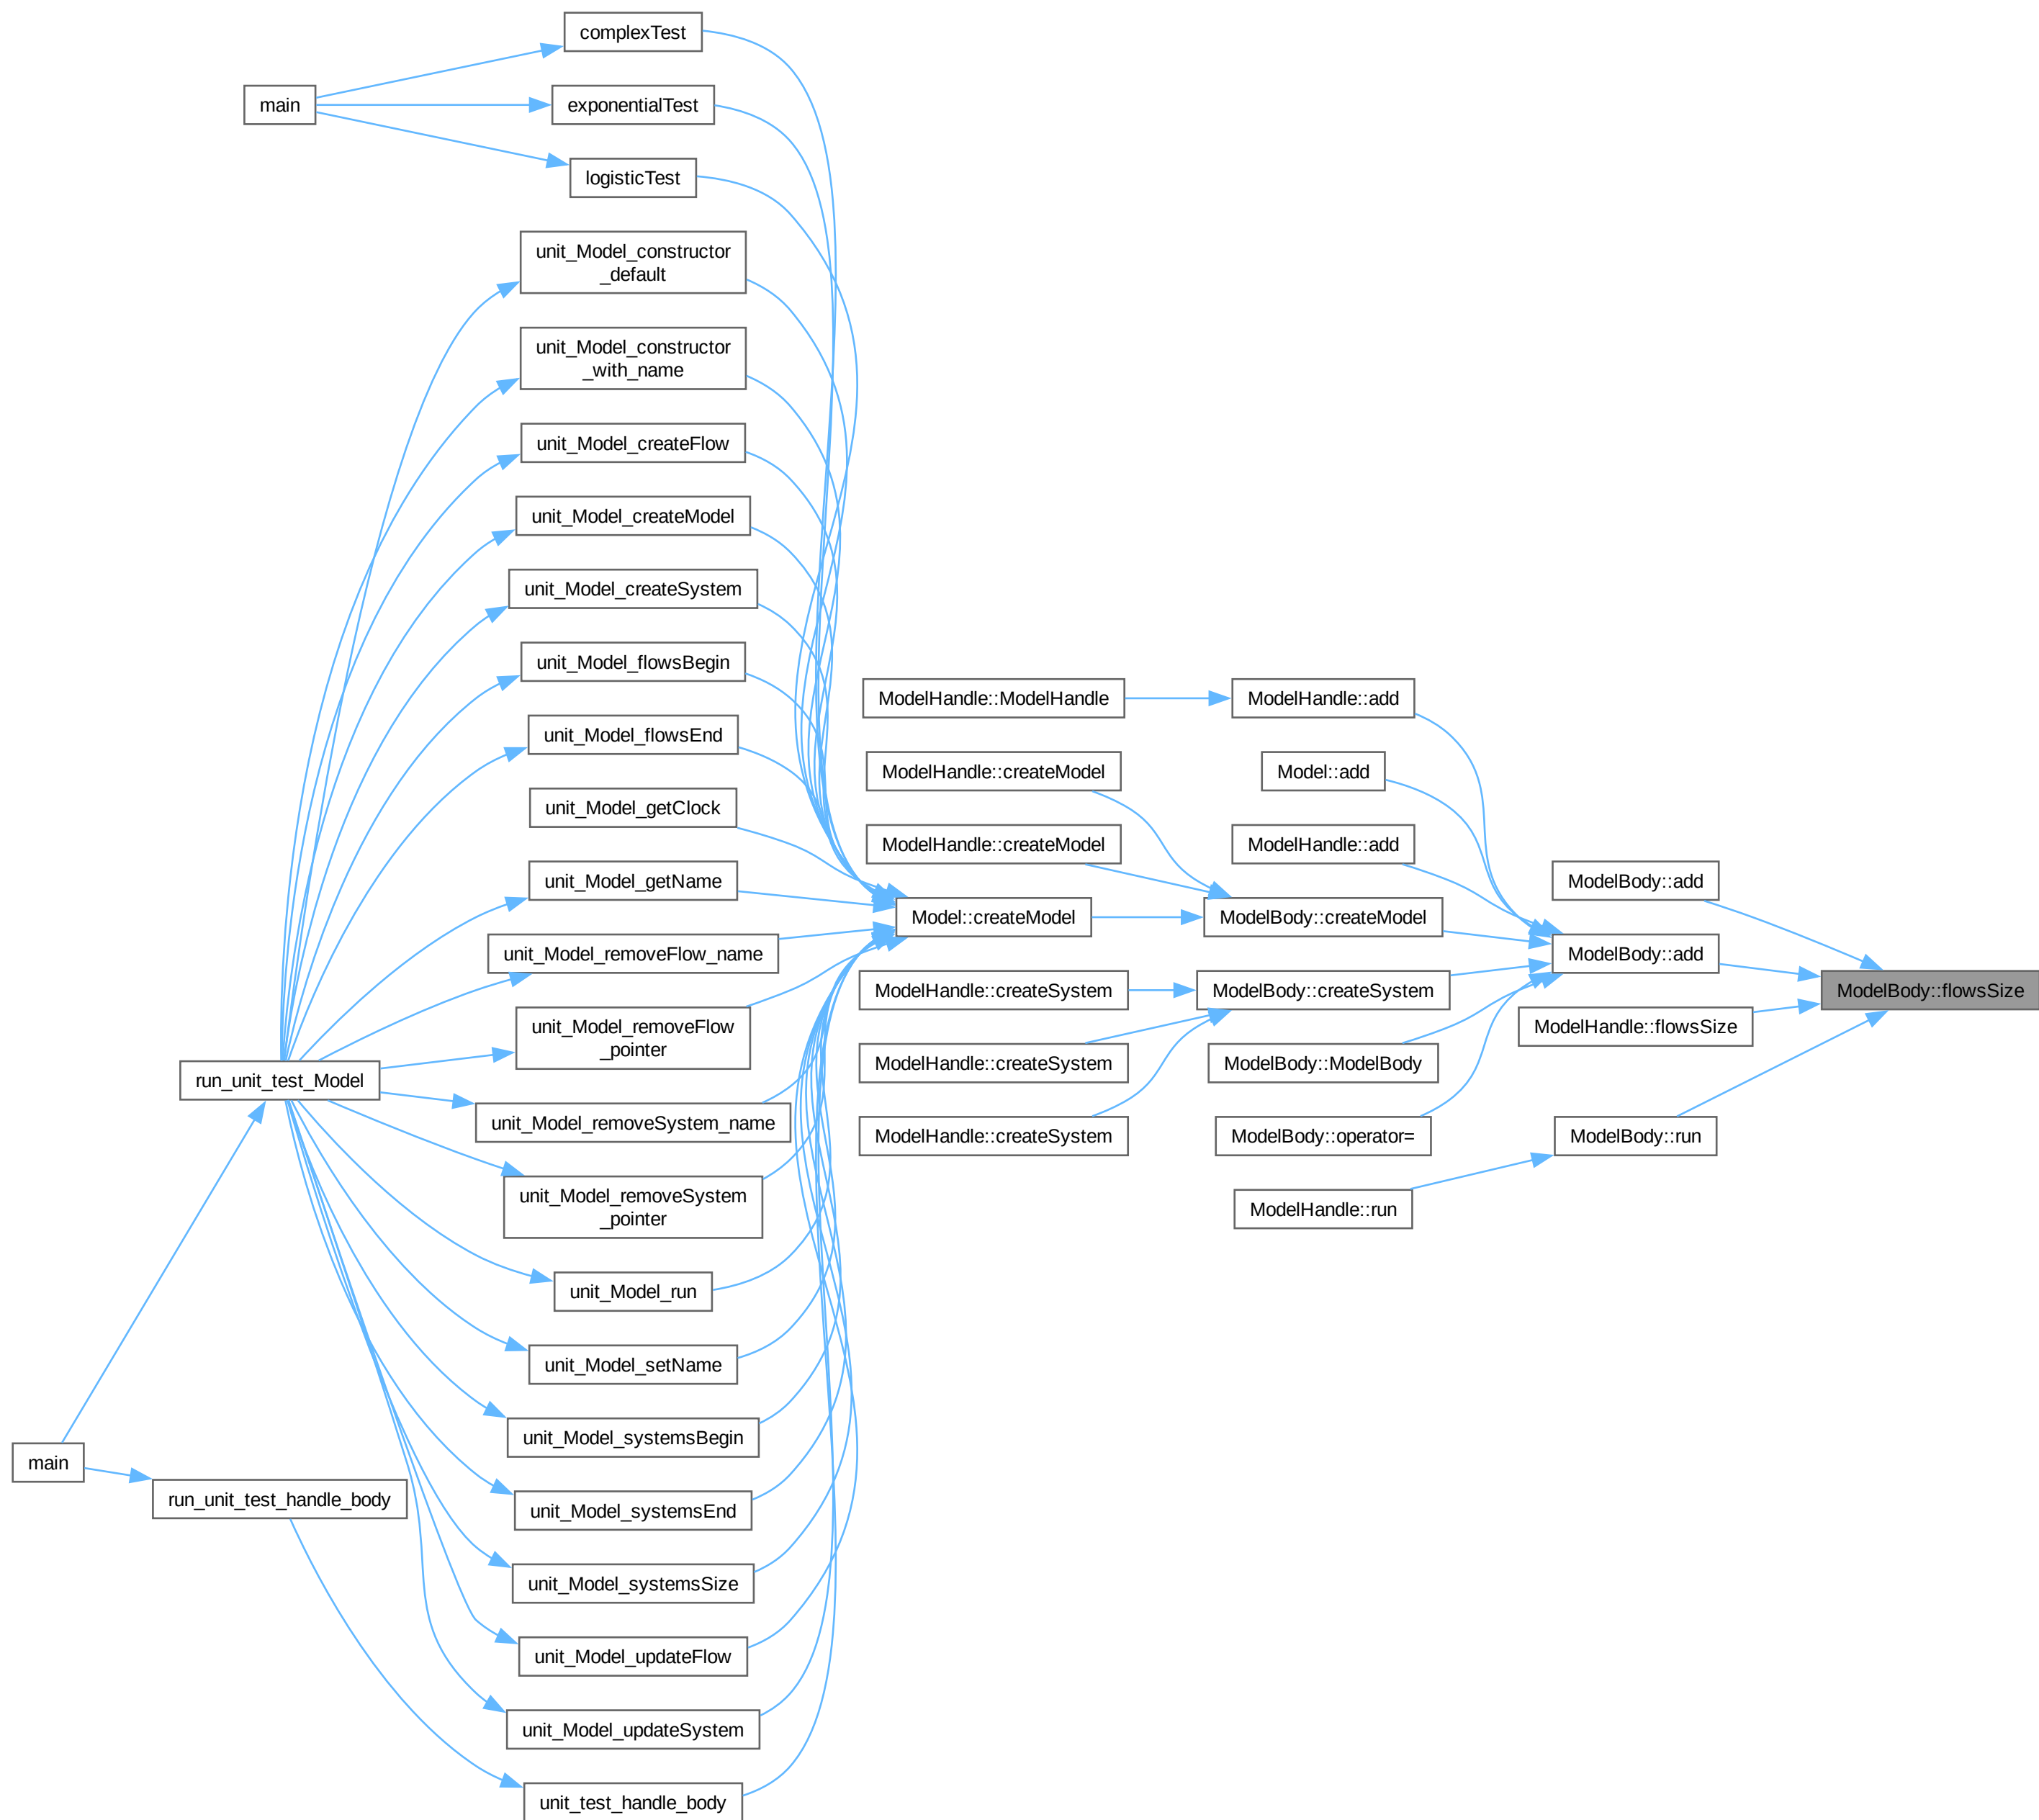 complexTest
main
exponentialTest
logisticTest
unit_Model_constructor
_default
unit_Model_constructor
_with_name
unit_Model_createFlow
unit_Model_createModel
unit_Model_createSystem
unit_Model_flowsBegin
unit_Model_flowsEnd
unit_Model_getClock
unit_Model_getName
unit_Model_removeFlow_name
unit_Model_removeFlow
_pointer
run_unit_test_Model
unit_Model_removeSystem_name
unit_Model_removeSystem
_pointer
unit_Model_run
unit_Model_setName
unit_Model_systemsBegin
main
run_unit_test_handle_body
unit_Model_systemsEnd
unit_Model_systemsSize
unit_Model_updateFlow
unit_Model_updateSystem
unit_test_handle_body
ModelHandle::ModelHandle
ModelHandle::createModel
ModelHandle::createModel
Model::createModel
ModelHandle::createSystem
ModelHandle::createSystem
ModelHandle::createSystem
ModelHandle::add
Model::add
ModelHandle::add
ModelBody::createModel
ModelBody::createSystem
ModelBody::ModelBody
ModelBody::operator=
ModelHandle::run
ModelBody::add
ModelBody::add
ModelHandle::flowsSize
ModelBody::run
ModelBody::flowsSize